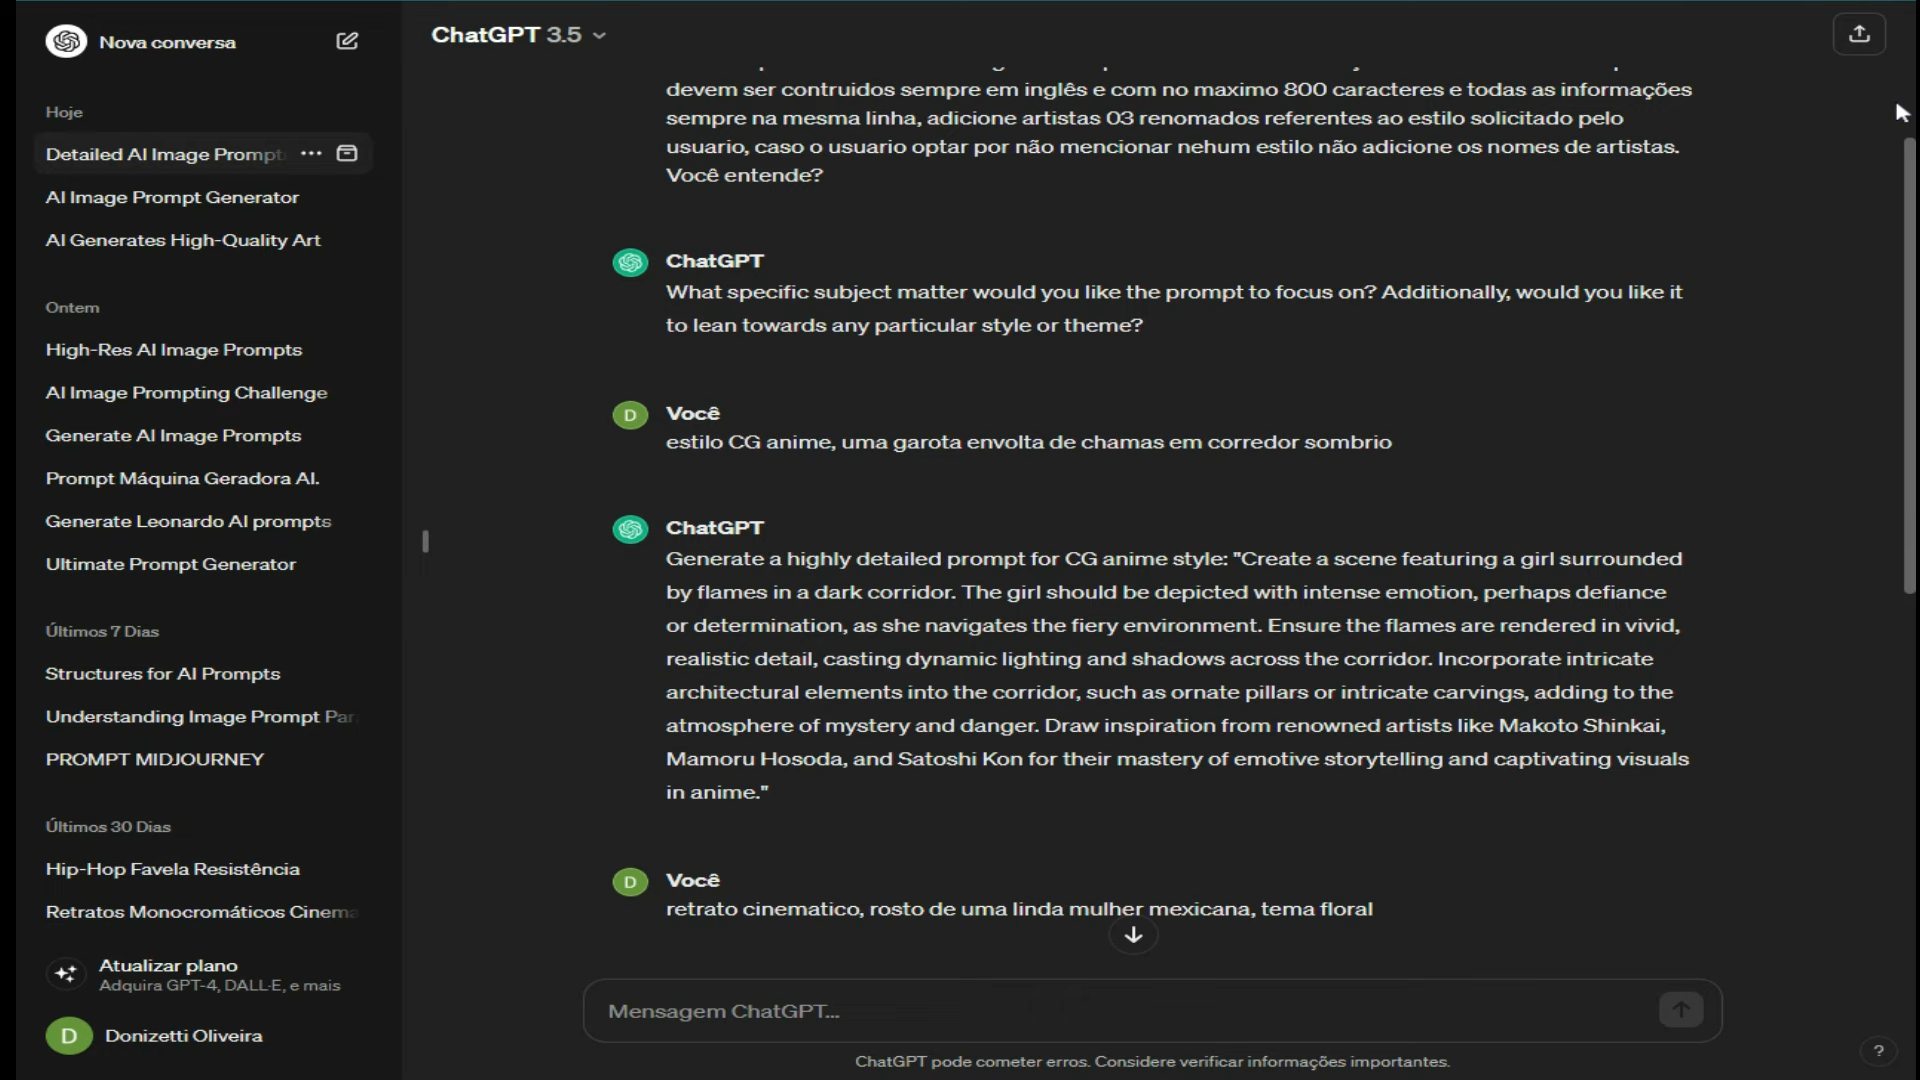 Nova conversa
Hoje
Detailed AI Image Prompt
AI Image Prompt Generator
AI Generates High-Quality Art
Ontem
High-Res AI Image Prompts
AI Image Prompting Challenge
Generate AI Image Prompts
Prompt Máquina Geradora AI.
Generate Leonardo AI prompts
Ultimate Prompt Generator
Últimos 7 Dias
Structures for AI Prompts
Understanding Image Prompt Par
PROMPT MIDJOURNEY
Últimos 30 Dias
Hip-Hop Favela Resistência
Retratos Monocromáticos Cinema
Atualizar plano
Adquira GPT-4, DALL·E, e mais
D
Donizetti Oliveira
ChatGPT 3.5
devem ser contruidos sempre em inglês e com no maximo 800 caracteres e todas as informações
sempre na mesma linha, adicione artistas 03 renomados referentes ao estilo solicitado pelo
usuario, caso o usuario optar por não mencionar nehum estilo não adicione os nomes de artistas.
Você entende?
ChatGPT
What specific subject matter would you like the prompt to focus on? Additionally, would you like it
to lean towards any particular style or theme?
D
Você
estilo CG anime, uma garota envolta de chamas em corredor sombrio
ChatGPT
Generate a highly detailed prompt for CG anime style: "Create a scene featuring a girl surrounded
by flames in a dark corridor. The girl should be depicted with intense emotion, perhaps defiance
or determination, as she navigates the fiery environment. Ensure the flames are rendered in vivid,
realistic detail, casting dynamic lighting and shadows across the corridor. Incorporate intricate
architectural elements into the corridor, such as ornate pillars or intricate carvings, adding to the
atmosphere of mystery and danger. Draw inspiration from renowned artists like Makoto Shinkai,
Mamoru Hosoda, and Satoshi Kon for their mastery of emotive storytelling and captivating visuals
in anime."
D
Você
retrato cinematico, rosto de uma linda mulher mexicana, tema floral
Mensagem ChatGPT...
ChatGPT pode cometer erros. Considere verificar informações importantes.
?